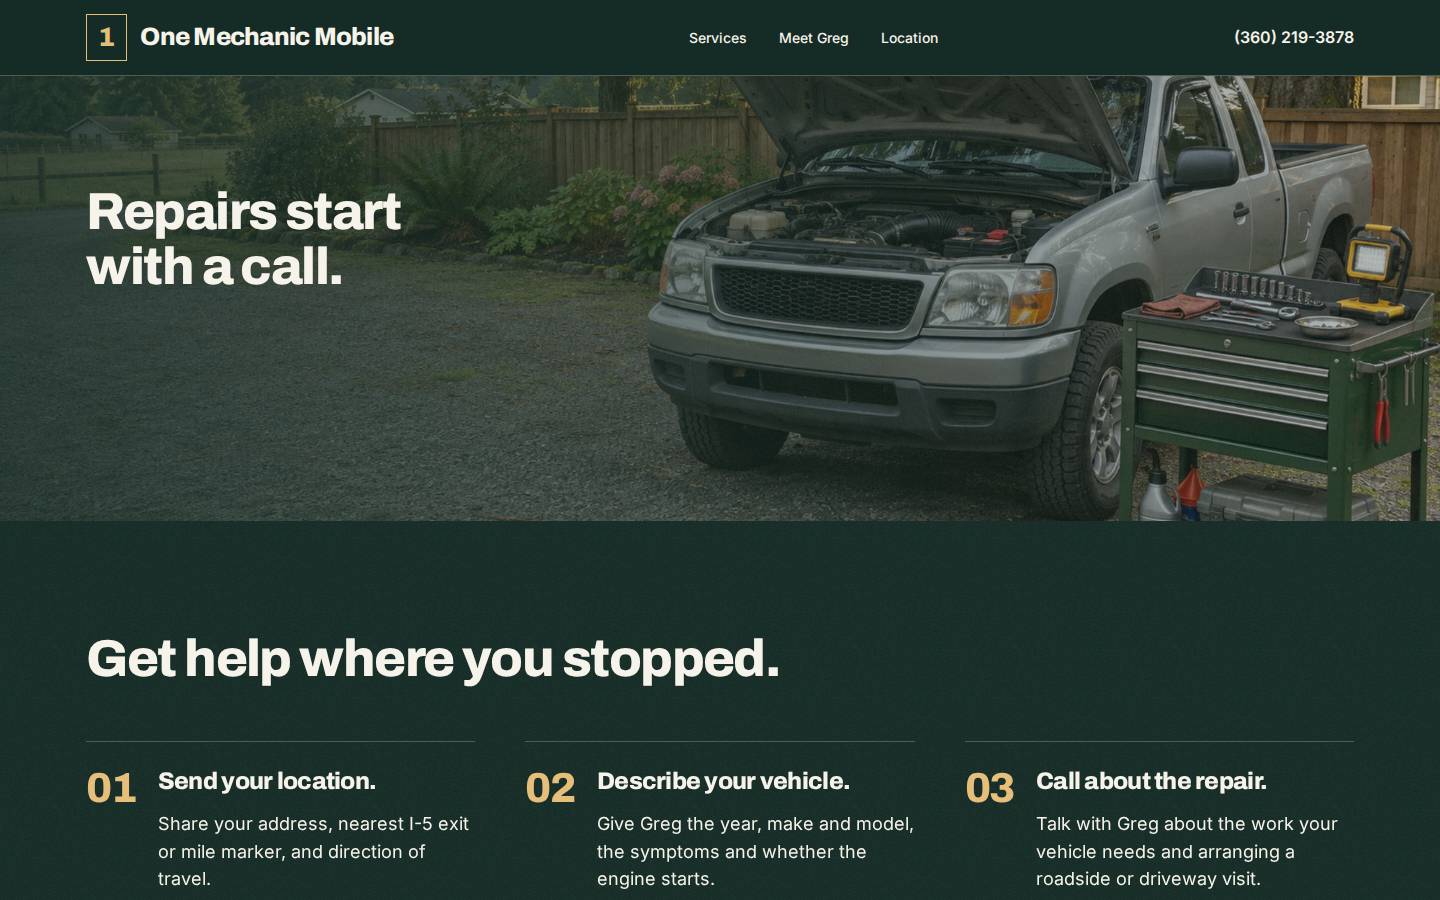 1 One Mechanic Mobile
Services Meet Greg Location
(360) 219-3878
Repairs start
with a call.
Get help where you stopped.
01 Send your location.
Share your address, nearest I-5 exit
or mile marker, and direction of
travel.
02 Describe your vehicle.
Give Greg the year, make and model,
the symptoms and whether the
engine starts.
03 Call about the repair.
Talk with Greg about the work your
vehicle needs and arranging a
roadside or driveway visit.